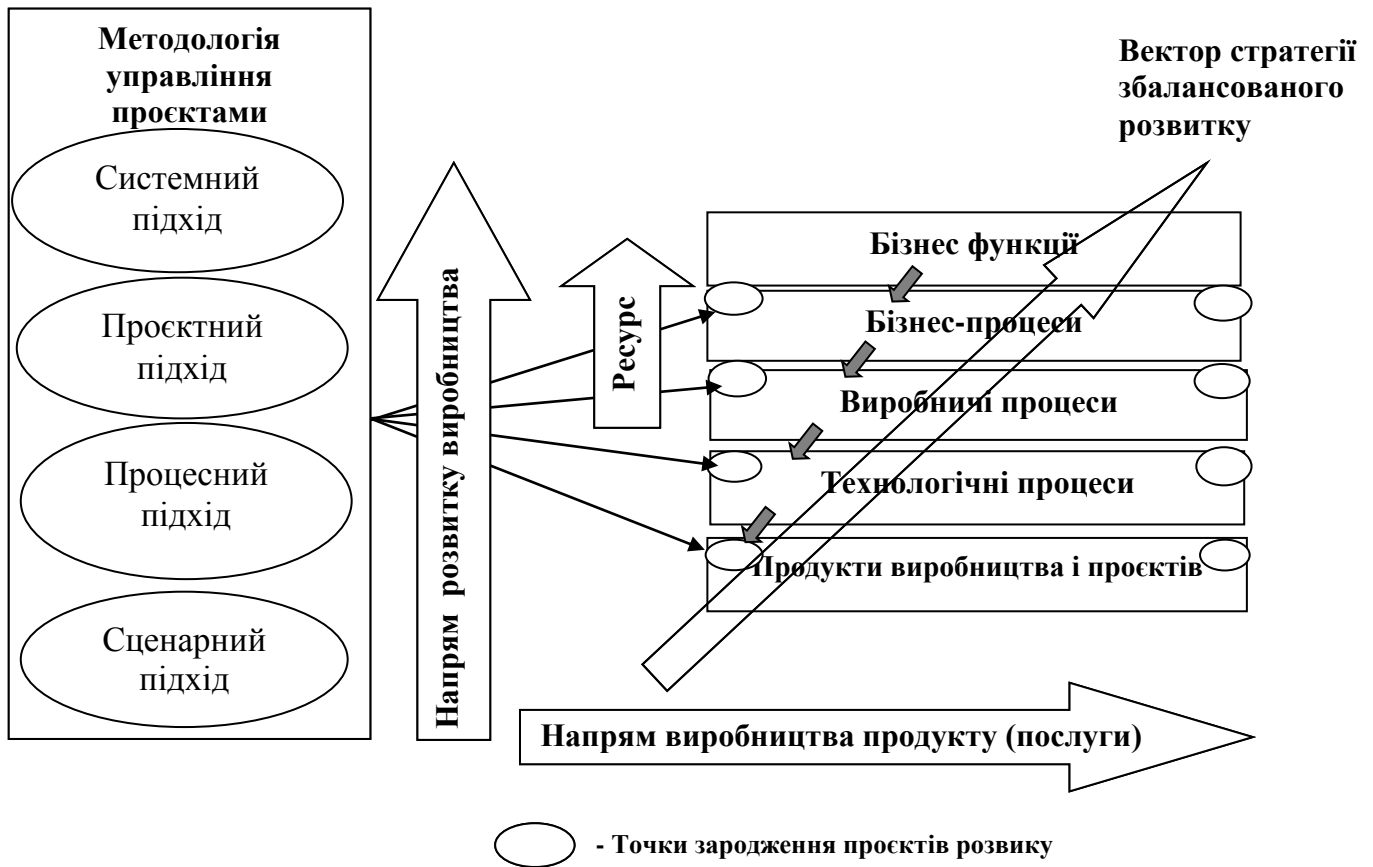 Методологія
управління
проєктами
Системний
підхід
Проєктний
підхід
Процесний
підхід
Сценарний
підхід
Напрям розвитку виробництва
Ресурс
Вектор стратегії
збалансованого
розвитку
Бізнес функції
Бізнес-процеси
Виробничі процеси
Технологічні процеси
Продукти виробництва і проєктів
Напрям виробництва продукту (послуги)
- Точки зародження проєктів розвику